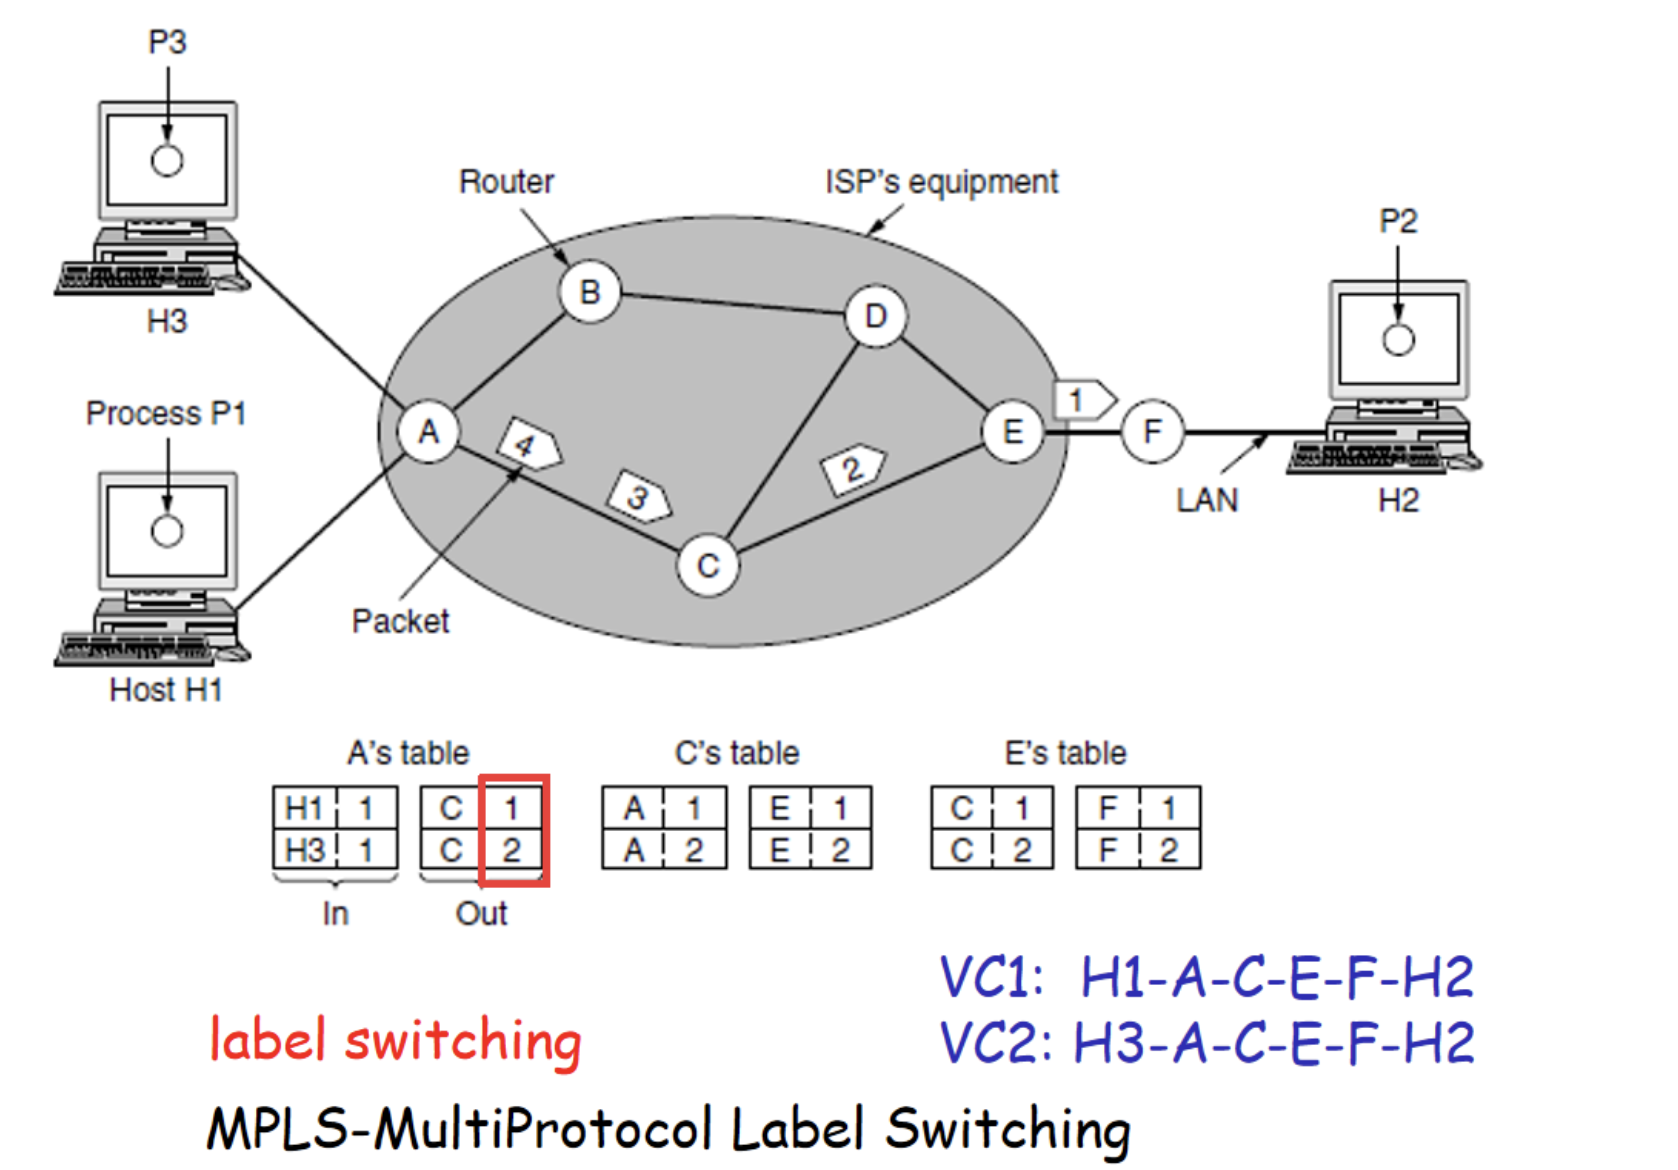 P3
Router
ISP's equipment
P2
B
D
H3
Process P1
A
4
3
2
E
1
F
C
LAN
H2
Packet
Host H1
A's table
C's table
E's table
H1 1 C 1 A 1 E 1 C 1 F 1
H3 1 C 2 A 2 E 2 C 2 F 2
In
Out
VC1: H1-A-C-E-F-H2
label switching
VC2: H3-A-C-E-F-H2
MPLS-MultiProtocol Label Switching